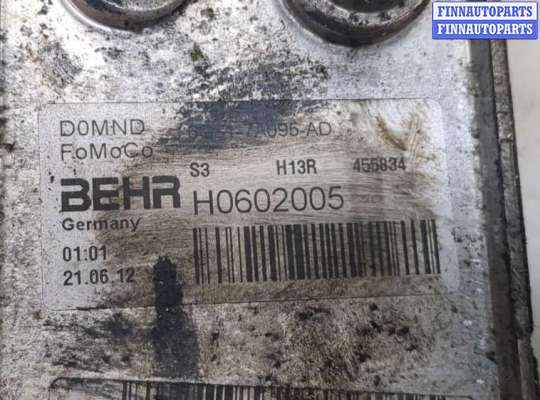 FINNAUTOPARTS
FINNAUTOPARTS
D0MND
FoMoCo
S3 H13R 455834
BEHR H0602005
Germany
01:01
21.06.12